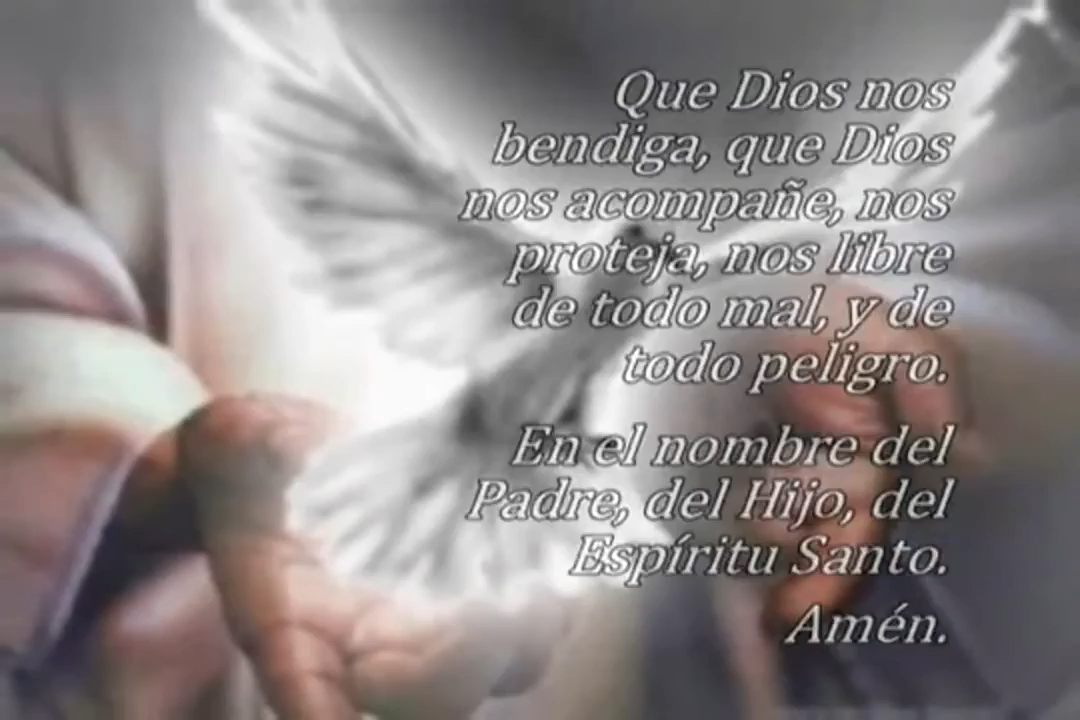 Que Dios nos
bendiga, que Dios
nos acompañe, nos
proteja, nos libre
de todo mal, y de
todo peligro.
En el nombre del
Padre, del Hijo, del
Espíritu Santo.
Amén.